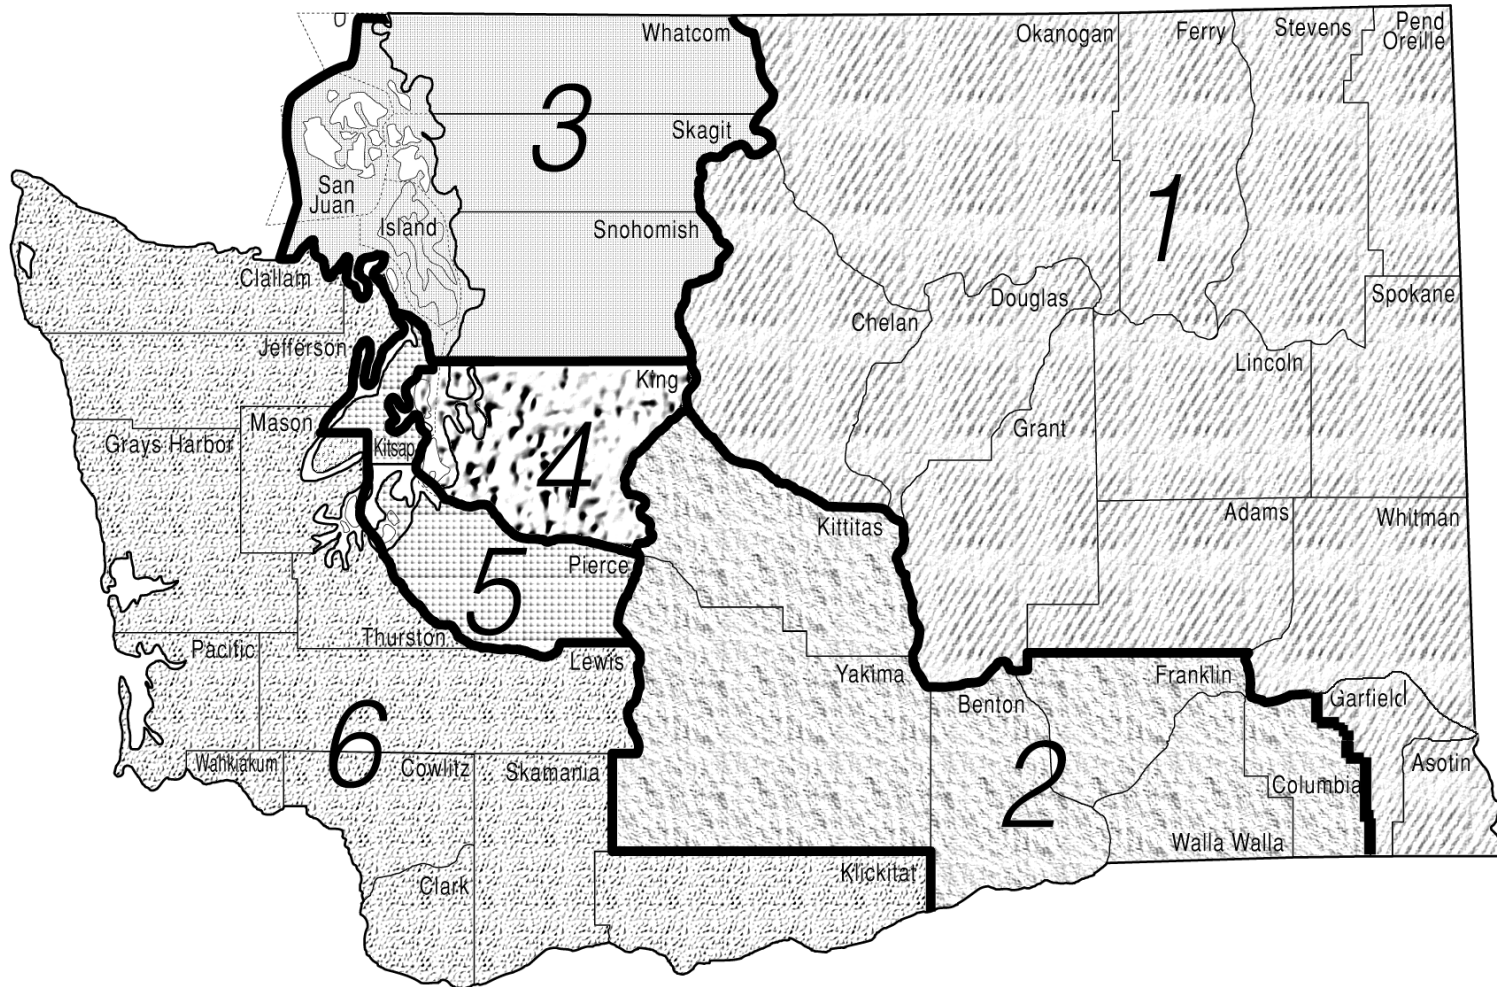 Whatcom
Okanogan
Ferry
Stevens
Pend
Oreille
3
Skagit
San
Juan
Island
Snohomish
1
Clallam
Chelan
Douglas
Spokane
Jefferson
King
Lincoln
Mason
Grays Harbor
Kitsap
4
Grant
Kittitas
Adams
Whitman
Pierce
5
Thurston
Pacific
Lewis
Yakima
Benton
Franklin
Garfield
6
Wahkiakum
Cowlitz
Skamania
2
Columbia
Asotin
Walla Walla
Clark
Klickitat